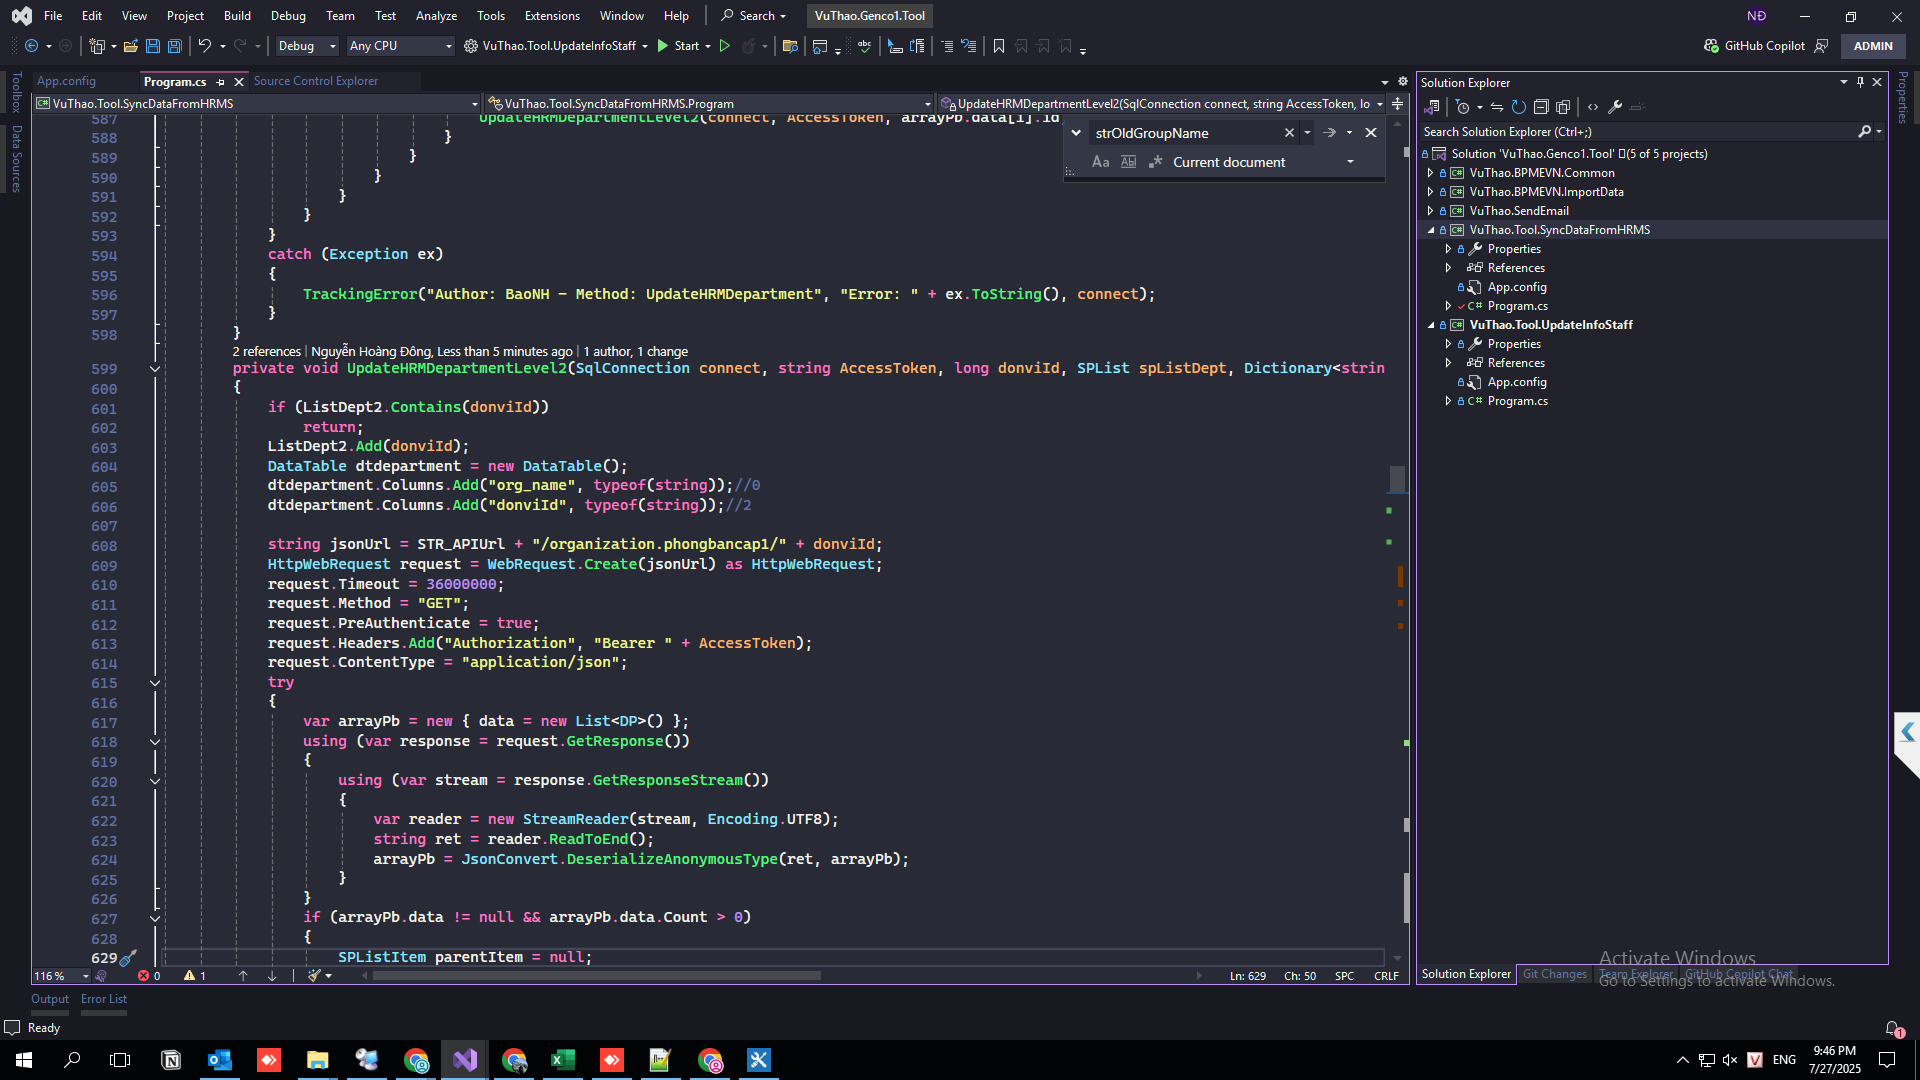 File Edit View Project Build Debug Team Test Analyze Tools Extensions Window Help Search VuThao.Genco1.Tool NĐ
Debug Any CPU VuThao.Tool.UpdateInfoStaff Start GitHub Copilot ADMIN
Toolbox
Data Sources
App.config Program.cs Source Control Explorer
VuThao.Tool.SyncDataFromHRMS VuThao.Tool.SyncDataFromHRMS.Program UpdateHRMDepartmentLevel2(SqlConnection connect, string AccessToken, lo
strOldGroupName
Current document
587 UpdateHRMDepartmentLevel2(connect, AccessToken, arrayPb.data[i].id
588 }
589 }
590 }
591 }
592 }
593 }
594 catch (Exception ex)
595 {
596 TrackingError("Author: BaoNH - Method: UpdateHRMDepartment", "Error: " + ex.ToString(), connect);
597 }
598 }
2 references | Nguyễn Hoàng Đông, Less than 5 minutes ago | 1 author, 1 change
599 private void UpdateHRMDepartmentLevel2(SqlConnection connect, string AccessToken, long donviId, SPList spListDept, Dictionary<strin
600 {
601 if (ListDept2.Contains(donviId))
602 return;
603 ListDept2.Add(donviId);
604 DataTable dtdepartment = new DataTable();
605 dtdepartment.Columns.Add("org_name", typeof(string));//0
606 dtdepartment.Columns.Add("donviId", typeof(string));//2
607
608 string jsonUrl = STR_APIUrl + "/organization.phongbancap1/" + donviId;
609 HttpWebRequest request = WebRequest.Create(jsonUrl) as HttpWebRequest;
610 request.Timeout = 36000000;
611 request.Method = "GET";
612 request.PreAuthenticate = true;
613 request.Headers.Add("Authorization", "Bearer " + AccessToken);
614 request.ContentType = "application/json";
615 try
616 {
617 var arrayPb = new { data = new List<DP>() };
618 using (var response = request.GetResponse())
619 {
620 using (var stream = response.GetResponseStream())
621 {
622 var reader = new StreamReader(stream, Encoding.UTF8);
623 string ret = reader.ReadToEnd();
624 arrayPb = JsonConvert.DeserializeAnonymousType(ret, arrayPb);
625 }
626 }
627 if (arrayPb.data != null && arrayPb.data.Count > 0)
628 {
629 SPListItem parentItem = null;
116 % 0 1 Ln: 629 Ch: 50 SPC CRLF
Solution Explorer
Search Solution Explorer (Ctrl+;)
Solution 'VuThao.Genco1.Tool' (5 of 5 projects)
VuThao.BPMEVN.Common
VuThao.BPMEVN.ImportData
VuThao.SendEmail
VuThao.Tool.SyncDataFromHRMS
Properties
References
App.config
Program.cs
VuThao.Tool.UpdateInfoStaff
Properties
References
App.config
Program.cs
Properties
Solution Explorer Git Changes Team Explorer GitHub Copilot Chat
Activate Windows
Go to Settings to activate Windows.
Output Error List
Ready 1
ENG 9:46 PM
7/27/2025